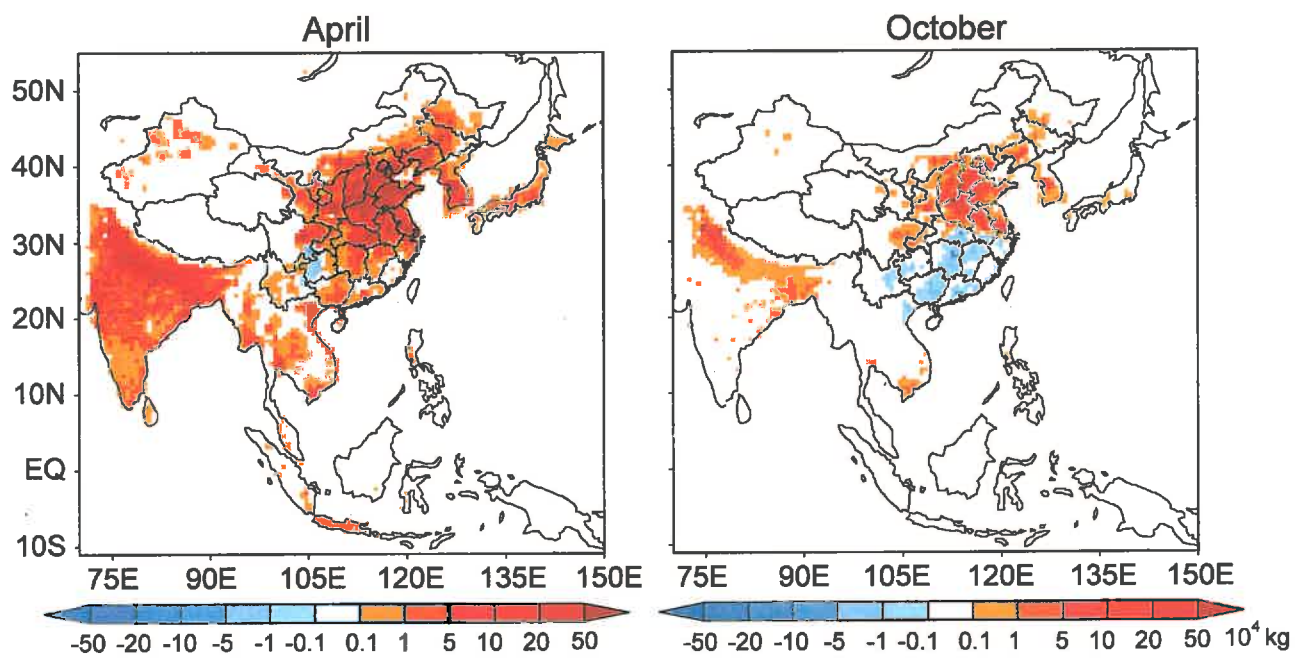 April
October
50N
40N
30N
20N
10N
EQ
10S
75E 90E 105E 120E 135E 150E
75E 90E 105E 120E 135E 150E
-50 -20 -10 -5 -1 -0.1 0.1 1 5 10 20 50
-50 -20 -10 -5 -1 -0.1 0.1 1 5 10 20 50 10⁴ kg